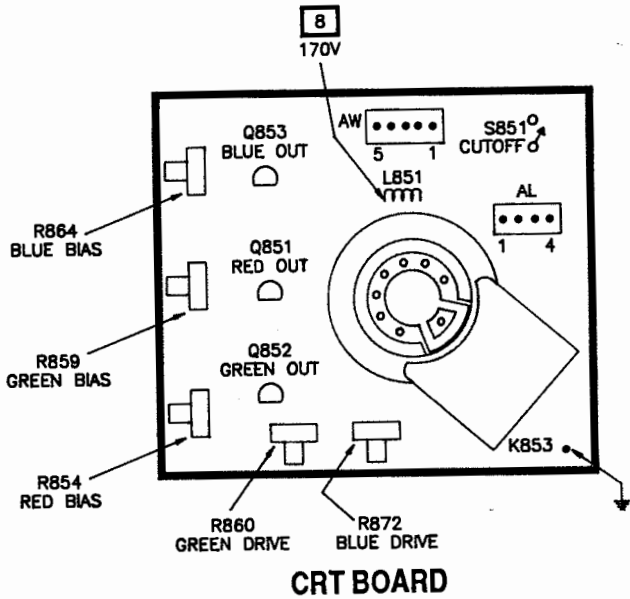 8
170V
AW
5 1
S851
CUTOFF
Q853
BLUE OUT
L851
AL
1 4
R864
BLUE BIAS
Q851
RED OUT
R859
GREEN BIAS
Q852
GREEN OUT
R854
RED BIAS
K853
R860
GREEN DRIVE
R872
BLUE DRIVE
CRT BOARD